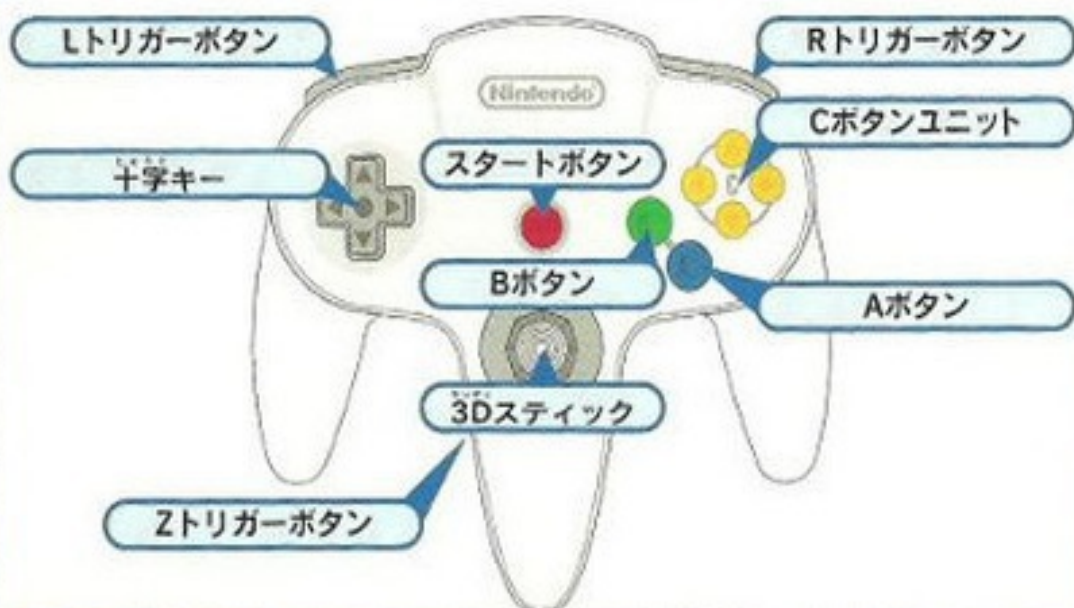 Lトリガーボタン
Rトリガーボタン
Nintendo
Cボタンユニット
十字キー
スタートボタン
C
Bボタン
Aボタン
3Dスティック
Zトリガーボタン